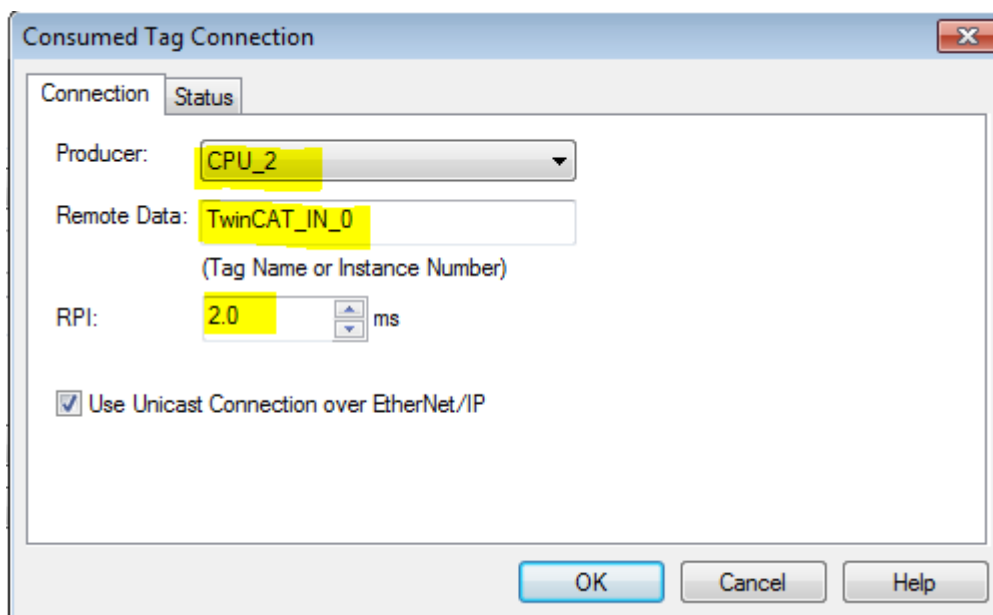 Consumed Tag Connection
Connection Status
Producer: CPU_2
Remote Data: TwinCAT_IN_0
(Tag Name or Instance Number)
RPI: 2.0 ms
Use Unicast Connection over EtherNet/IP
OK Cancel Help